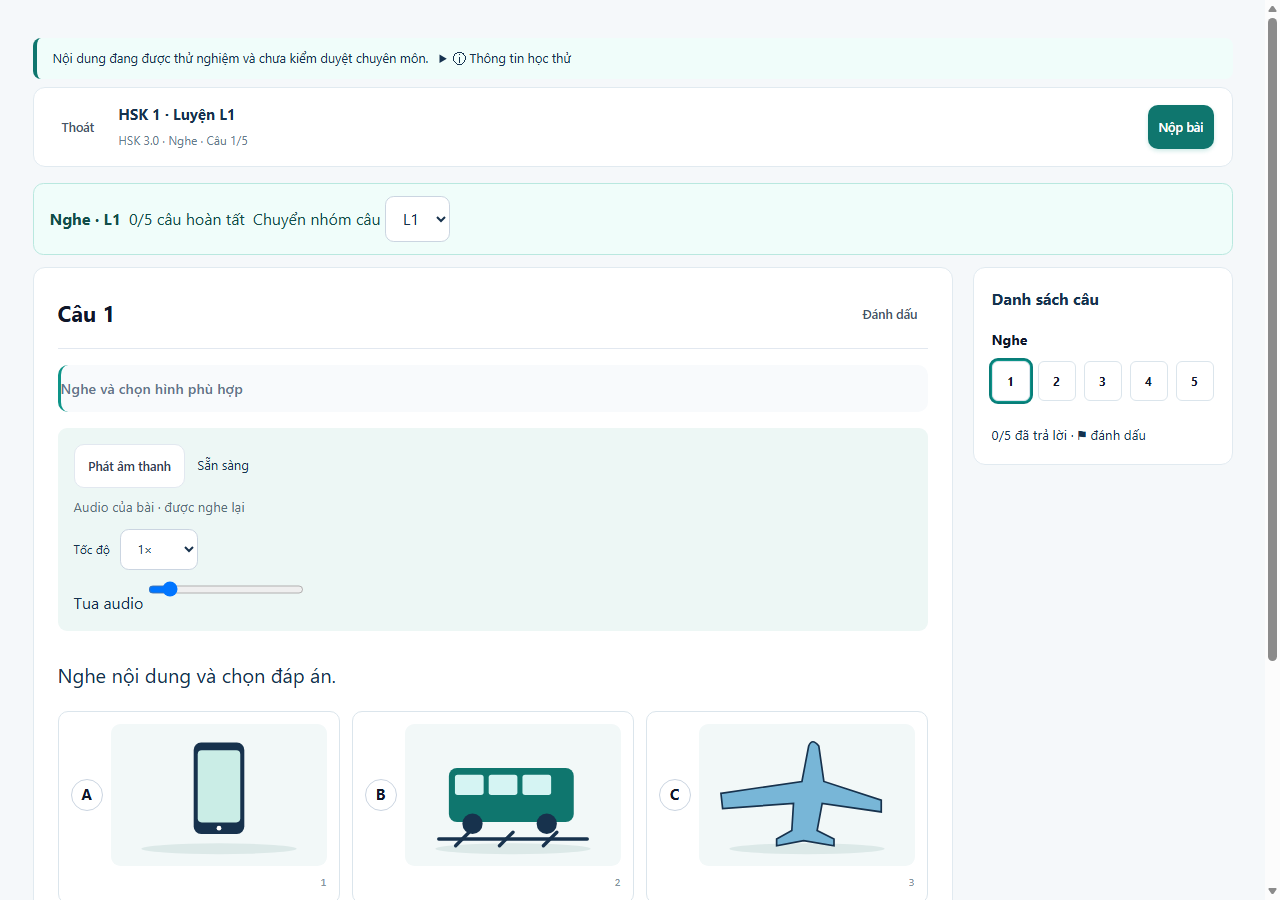 Nội dung đang được thử nghiệm và chưa kiểm duyệt chuyên môn. ▶ ⓘ Thông tin học thử
Thoát
HSK 1 · Luyện L1
HSK 3.0 · Nghe · Câu 1/5
Nộp bài
Nghe · L1 0/5 câu hoàn tất Chuyển nhóm câu L1
Câu 1
Đánh dấu
Nghe và chọn hình phù hợp
Phát âm thanh Sẵn sàng
Audio của bài · được nghe lại
Tốc độ 1×
Tua audio
Nghe nội dung và chọn đáp án.
A
1
B
2
C
3
Danh sách câu
Nghe
1 2 3 4 5
0/5 đã trả lời · ⚑ đánh dấu